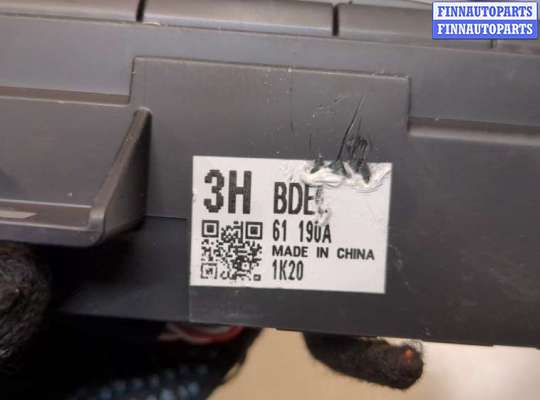 FINNAUTOPARTS
FINNAUTOPARTS
3H
61 190A
MADE IN CHINA
1K20